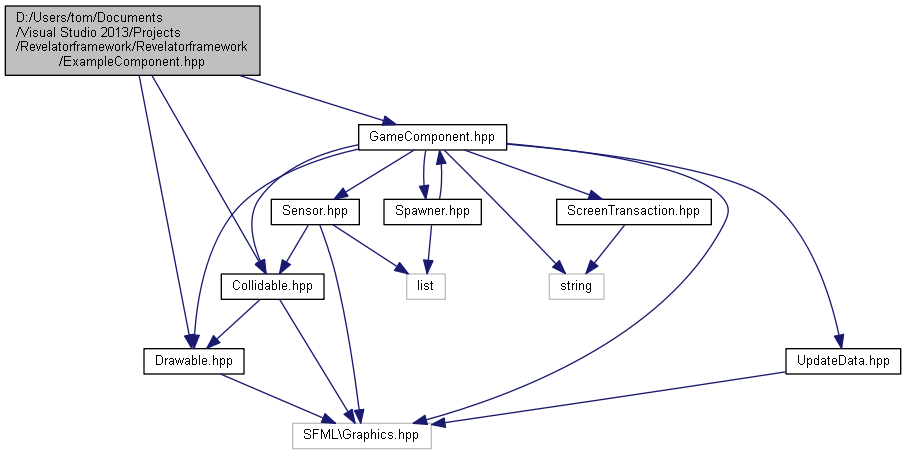 D:/Users/tom/Documents
/Visual Studio 2013/Projects
/Revelatorframework/Revelatorframework
/ExampleComponent.hpp
GameComponent.hpp
Sensor.hpp
Spawner.hpp
ScreenTransaction.hpp
Collidable.hpp
list
string
Drawable.hpp
UpdateData.hpp
SFML\Graphics.hpp